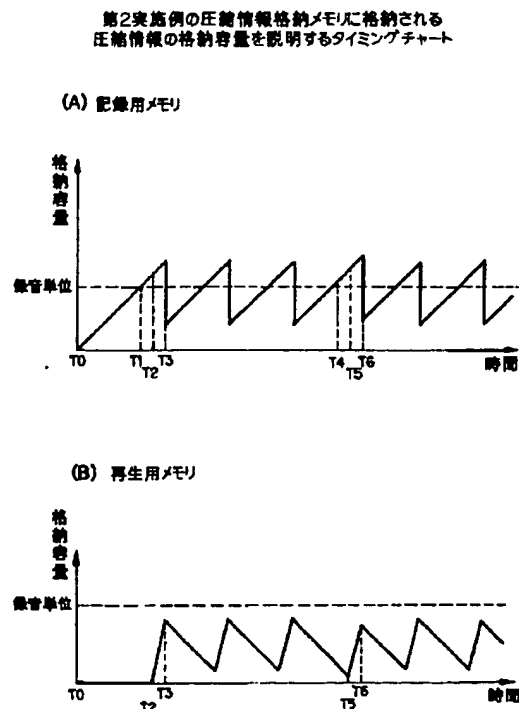 第2実施例の圧縮情報格納メモリに格納される
圧縮情報の格納容量を説明するタイミングチャート
(A) 記録用メモリ
格納容量
録音単位
T0 T1 T2 T3 T4 T5 T6 時間
(B) 再生用メモリ
格納容量
録音単位
T0 T2 T3 T5 T6 時間